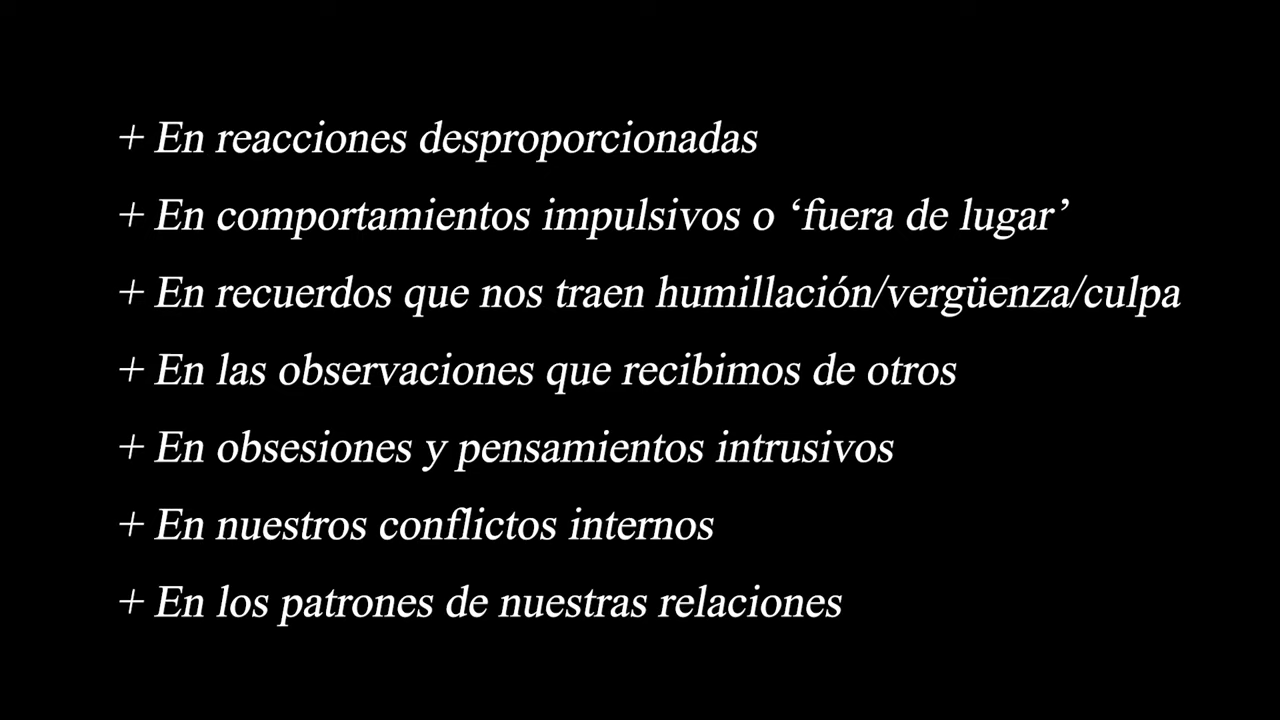 + En reacciones desproporcionadas
+ En comportamientos impulsivos o ‘fuera de lugar’
+ En recuerdos que nos traen humillación/vergüenza/culpa
+ En las observaciones que recibimos de otros
+ En obsesiones y pensamientos intrusivos
+ En nuestros conflictos internos
+ En los patrones de nuestras relaciones